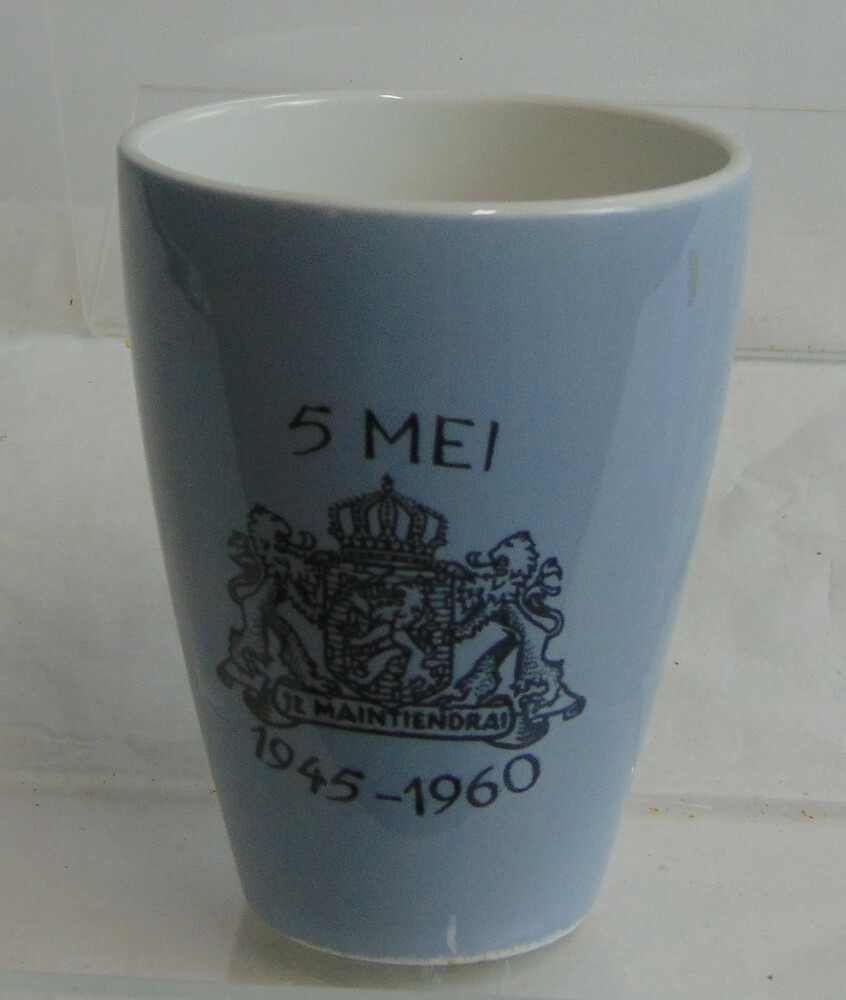 5 MEI
JE MAINTIENDRAI
1945-1960